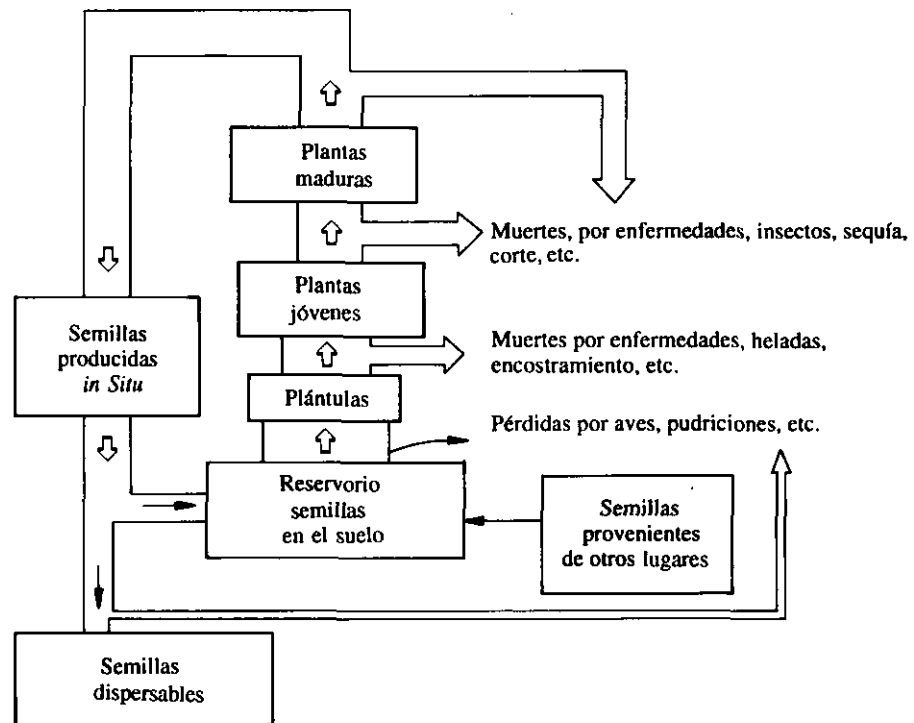 Plantas
maduras
Muertes, por enfermedades, insectos, sequía,
corte, etc.
Plantas
jóvenes
Semillas
producidas
in Situ
Muertes por enfermedades, heladas,
encostramiento, etc.
Plántulas
Pérdidas por aves, pudriciones, etc.
Reservorio
semillas
en el suelo
Semillas
provenientes
de otros lugares
Semillas
dispersables